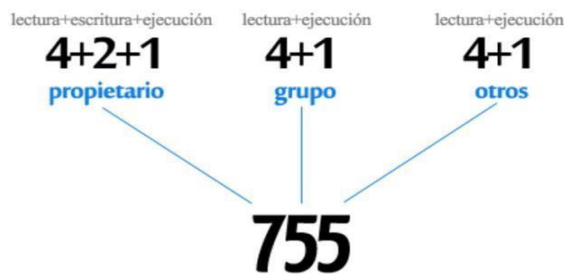 lectura+escritura+ejecución lectura+ejecución lectura+ejecución
4+2+1 4+1 4+1
propietario grupo otros
755